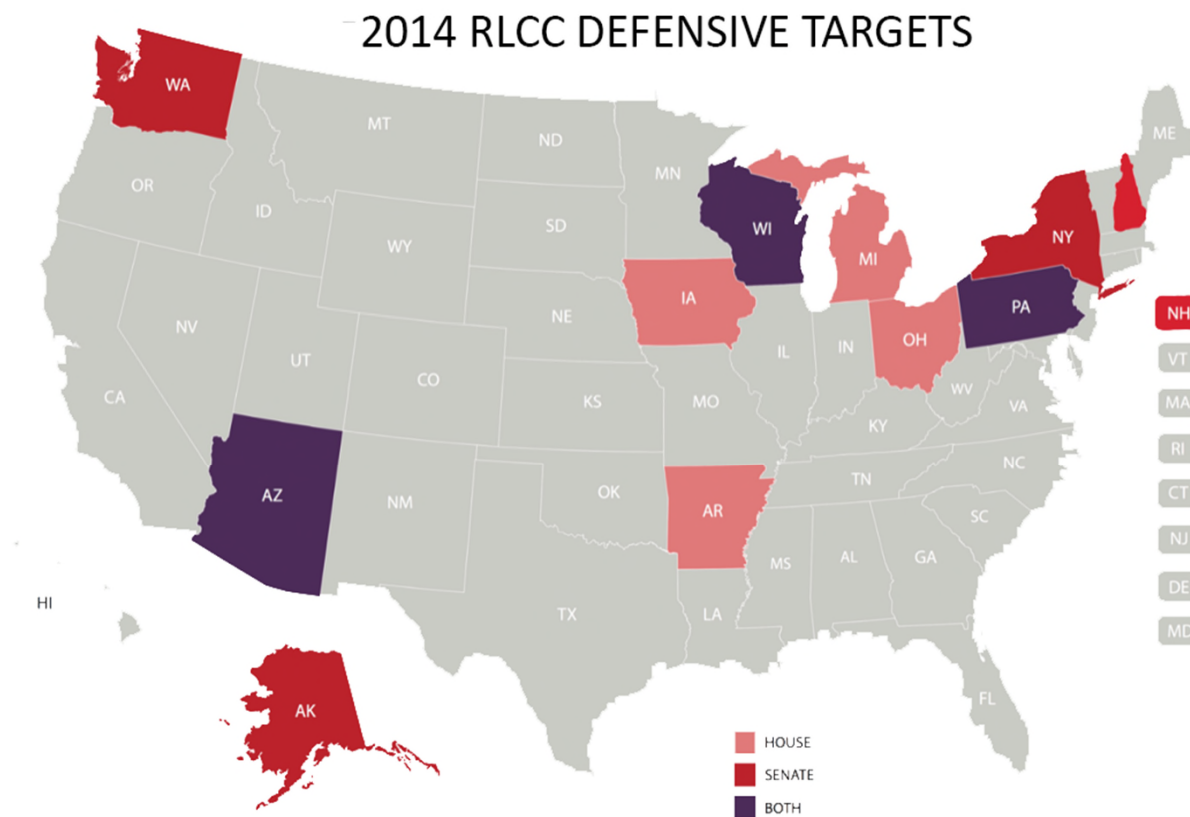 2014 RLCC DEFENSIVE TARGETS
WA
MT
ND
MN
ME
OR
ID
SD
WY
WI
MI
NY
NH
IA
NE
PA
NV
UT
CO
IL
IN
OH
VT
CA
KS
MO
WV
VA
MA
KY
RI
AZ
NM
OK
AR
TN
NC
CT
SC
MS
AL
GA
NJ
HI
TX
LA
DE
MD
FL
AK
HOUSE
SENATE
BOTH